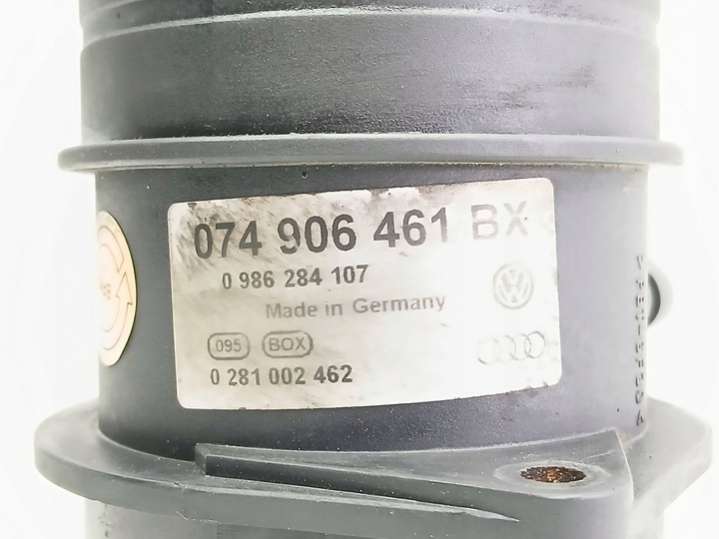 074 906 461 BX
0 986 284 107
Made in Germany
095 BOX
0 281 002 462